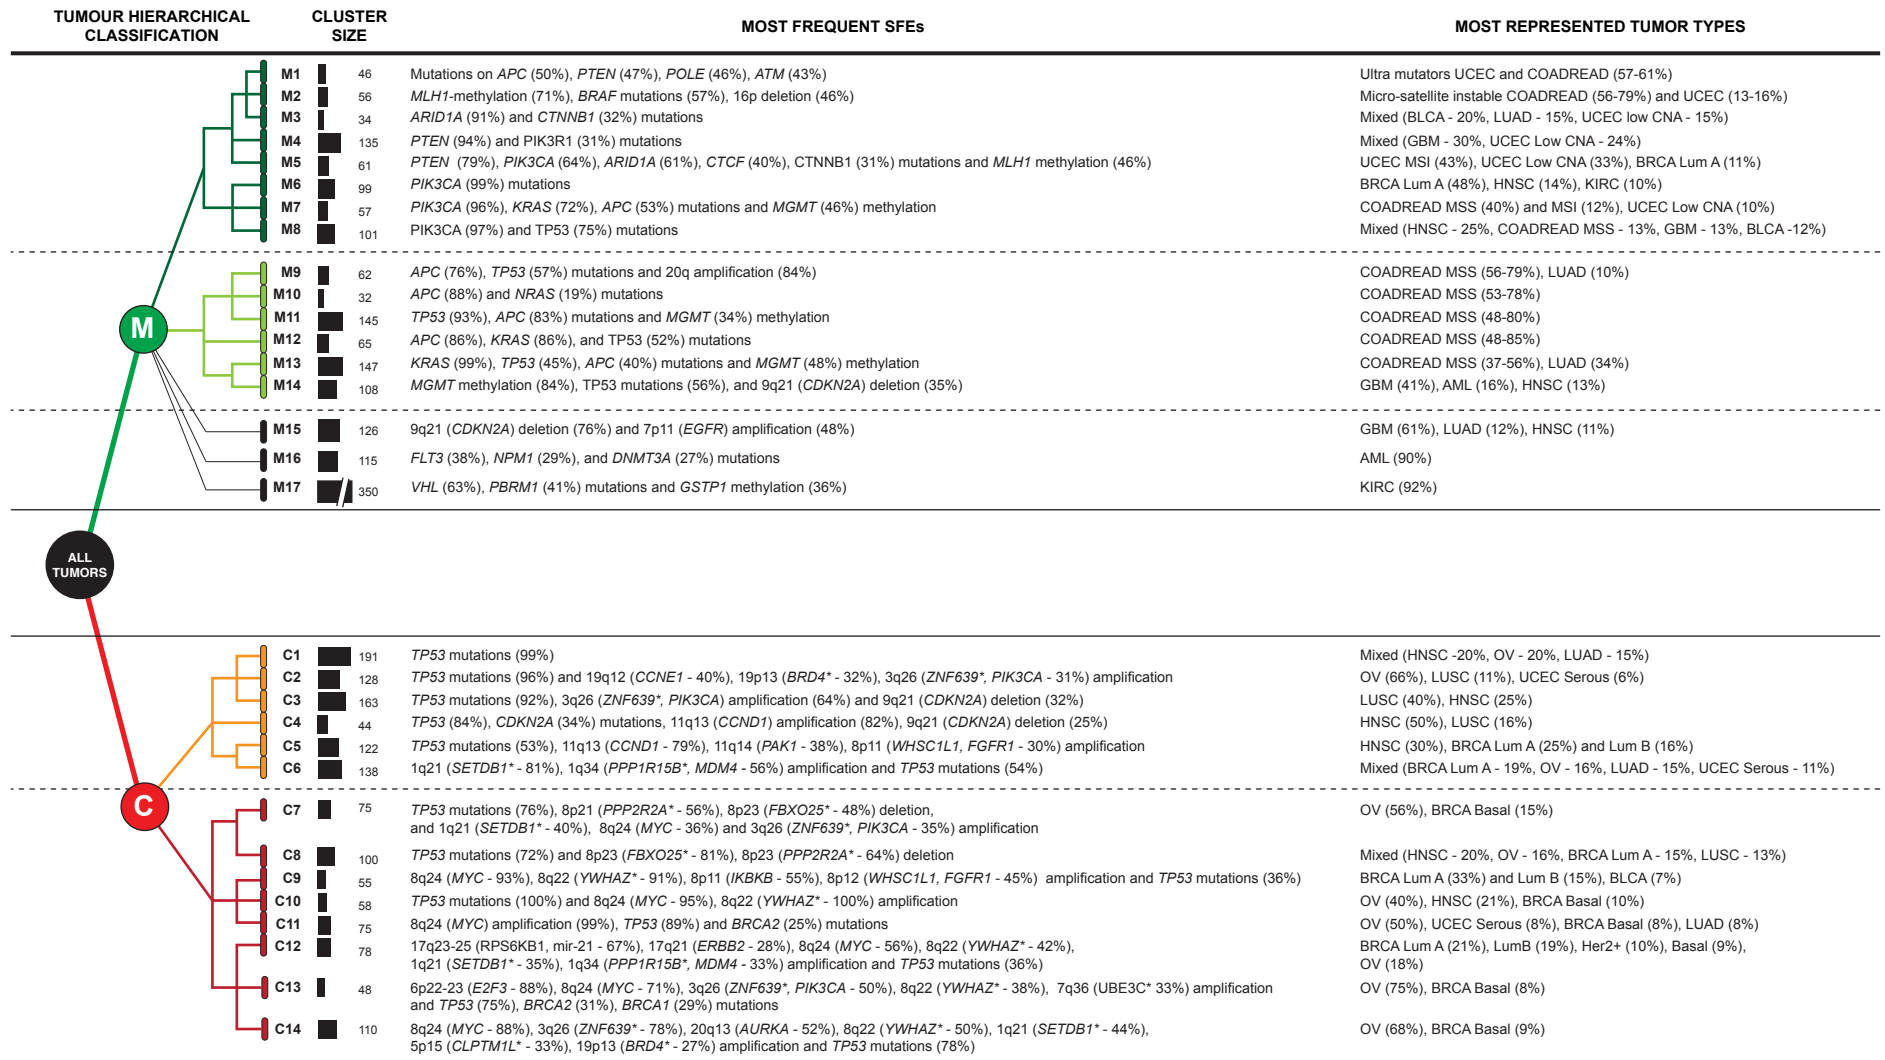 TUMOUR HIERARCHICAL CLASSIFICATION CLUSTER SIZE MOST FREQUENT SFEs MOST REPRESENTED TUMOR TYPES
M1 46 Mutations on APC (50%), PTEN (47%), POLE (46%), ATM (43%) Ultra mutators UCEC and COADREAD (57-61%)
M2 56 MLH1-methylation (71%), BRAF mutations (57%), 16p deletion (46%) Micro-satellite instable COADREAD (56-79%) and UCEC (13-16%)
M3 34 ARID1A (91%) and CTNNB1 (32%) mutations Mixed (BLCA - 20%, LUAD - 15%, UCEC low CNA - 15%)
M4 135 PTEN (94%) and PIK3R1 (31%) mutations Mixed (GBM - 30%, UCEC Low CNA - 24%)
M5 61 PTEN (79%), PIK3CA (64%), ARID1A (61%), CTCF (40%), CTNNB1 (31%) mutations and MLH1 methylation (46%) UCEC MSI (43%), UCEC Low CNA (33%), BRCA Lum A (11%)
M6 99 PIK3CA (99%) mutations BRCA Lum A (48%), HNSC (14%), KIRC (10%)
M7 57 PIK3CA (96%), KRAS (72%), APC (53%) mutations and MGMT (46%) methylation COADREAD MSS (40%) and MSI (12%), UCEC Low CNA (10%)
M8 101 PIK3CA (97%) and TP53 (75%) mutations Mixed (HNSC - 25%, COADREAD MSS - 13%, GBM - 13%, BLCA -12%)
M9 62 APC (76%), TP53 (57%) mutations and 20q amplification (84%) COADREAD MSS (56-79%), LUAD (10%)
M10 32 APC (88%) and NRAS (19%) mutations COADREAD MSS (53-78%)
M11 145 TP53 (93%), APC (83%) mutations and MGMT (34%) methylation COADREAD MSS (48-80%)
M12 65 APC (86%), KRAS (86%), and TP53 (52%) mutations COADREAD MSS (48-85%)
M13 147 KRAS (99%), TP53 (45%), APC (40%) mutations and MGMT (48%) methylation COADREAD MSS (37-56%), LUAD (34%)
M14 108 MGMT methylation (84%), TP53 mutations (56%), and 9q21 (CDKN2A) deletion (35%) GBM (41%), AML (16%), HNSC (13%)
M
M15 126 9q21 (CDKN2A) deletion (76%) and 7p11 (EGFR) amplification (48%) GBM (61%), LUAD (12%), HNSC (11%)
M16 115 FLT3 (38%), NPM1 (29%), and DNMT3A (27%) mutations AML (90%)
M17 350 VHL (63%), PBRM1 (41%) mutations and GSTP1 methylation (36%) KIRC (92%)
ALL
TUMORS
C1 191 TP53 mutations (99%) Mixed (HNSC -20%, OV - 20%, LUAD - 15%)
C2 128 TP53 mutations (96%) and 19q12 (CCNE1 - 40%), 19p13 (BRD4* - 32%), 3q26 (ZNF639*, PIK3CA - 31%) amplification OV (66%), LUSC (11%), UCEC Serous (6%)
C3 163 TP53 mutations (92%), 3q26 (ZNF639*, PIK3CA) amplification (64%) and 9q21 (CDKN2A) deletion (32%) LUSC (40%), HNSC (25%)
C4 44 TP53 (84%), CDKN2A (34%) mutations, 11q13 (CCND1) amplification (82%), 9q21 (CDKN2A) deletion (25%) HNSC (50%), LUSC (16%)
C5 122 TP53 mutations (53%), 11q13 (CCND1 - 79%), 11q14 (PAK1 - 38%), 8p11 (WHSC1L1, FGFR1 - 30%) amplification HNSC (30%), BRCA Lum A (25%) and Lum B (16%)
C6 138 1q21 (SETDB1* - 81%), 1q34 (PPP1R15B*, MDM4 - 56%) amplification and TP53 mutations (54%) Mixed (BRCA Lum A - 19%, OV - 16%, LUAD - 15%, UCEC Serous - 11%)
C
C7 75 TP53 mutations (76%), 8p21 (PPP2R2A* - 56%), 8p23 (FBXO25* - 48%) deletion, OV (56%), BRCA Basal (15%)
and 1q21 (SETDB1* - 40%), 8q24 (MYC - 36%) and 3q26 (ZNF639*, PIK3CA - 35%) amplification
C8 100 TP53 mutations (72%) and 8p23 (FBXO25* - 81%), 8p23 (PPP2R2A* - 64%) deletion Mixed (HNSC - 20%, OV - 16%, BRCA Lum A - 15%, LUSC - 13%)
C9 55 8q24 (MYC - 93%), 8q22 (YWHAZ* - 91%), 8p11 (IKBKB - 55%), 8p12 (WHSC1L1, FGFR1 - 45%) amplification and TP53 mutations (36%) BRCA Lum A (33%) and Lum B (15%), BLCA (7%)
C10 58 TP53 mutations (100%) and 8q24 (MYC - 95%), 8q22 (YWHAZ* - 100%) amplification OV (40%), HNSC (21%), BRCA Basal (10%)
C11 75 8q24 (MYC) amplification (99%), TP53 (89%) and BRCA2 (25%) mutations OV (50%), UCEC Serous (8%), BRCA Basal (8%), LUAD (8%)
C12 78 17q23-25 (RPS6KB1, mir-21 - 67%), 17q21 (ERBB2 - 28%), 8q24 (MYC - 56%), 8q22 (YWHAZ* - 42%), BRCA Lum A (21%), LumB (19%), Her2+ (10%), Basal (9%),
1q21 (SETDB1* - 35%), 1q34 (PPP1R15B*, MDM4 - 33%) amplification and TP53 mutations (36%) OV (18%)
C13 48 6p22-23 (E2F3 - 88%), 8q24 (MYC - 71%), 3q26 (ZNF639*, PIK3CA - 50%), 8q22 (YWHAZ* - 38%), 7q36 (UBE3C* 33%) amplification OV (75%), BRCA Basal (8%)
and TP53 (75%), BRCA2 (31%), BRCA1 (29%) mutations
C14 110 8q24 (MYC - 88%), 3q26 (ZNF639* - 78%), 20q13 (AURKA - 52%), 8q22 (YWHAZ* - 50%), 1q21 (SETDB1* - 44%), OV (68%), BRCA Basal (9%)
5p15 (CLPTM1L* - 33%), 19p13 (BRD4* - 27%) amplification and TP53 mutations (78%)